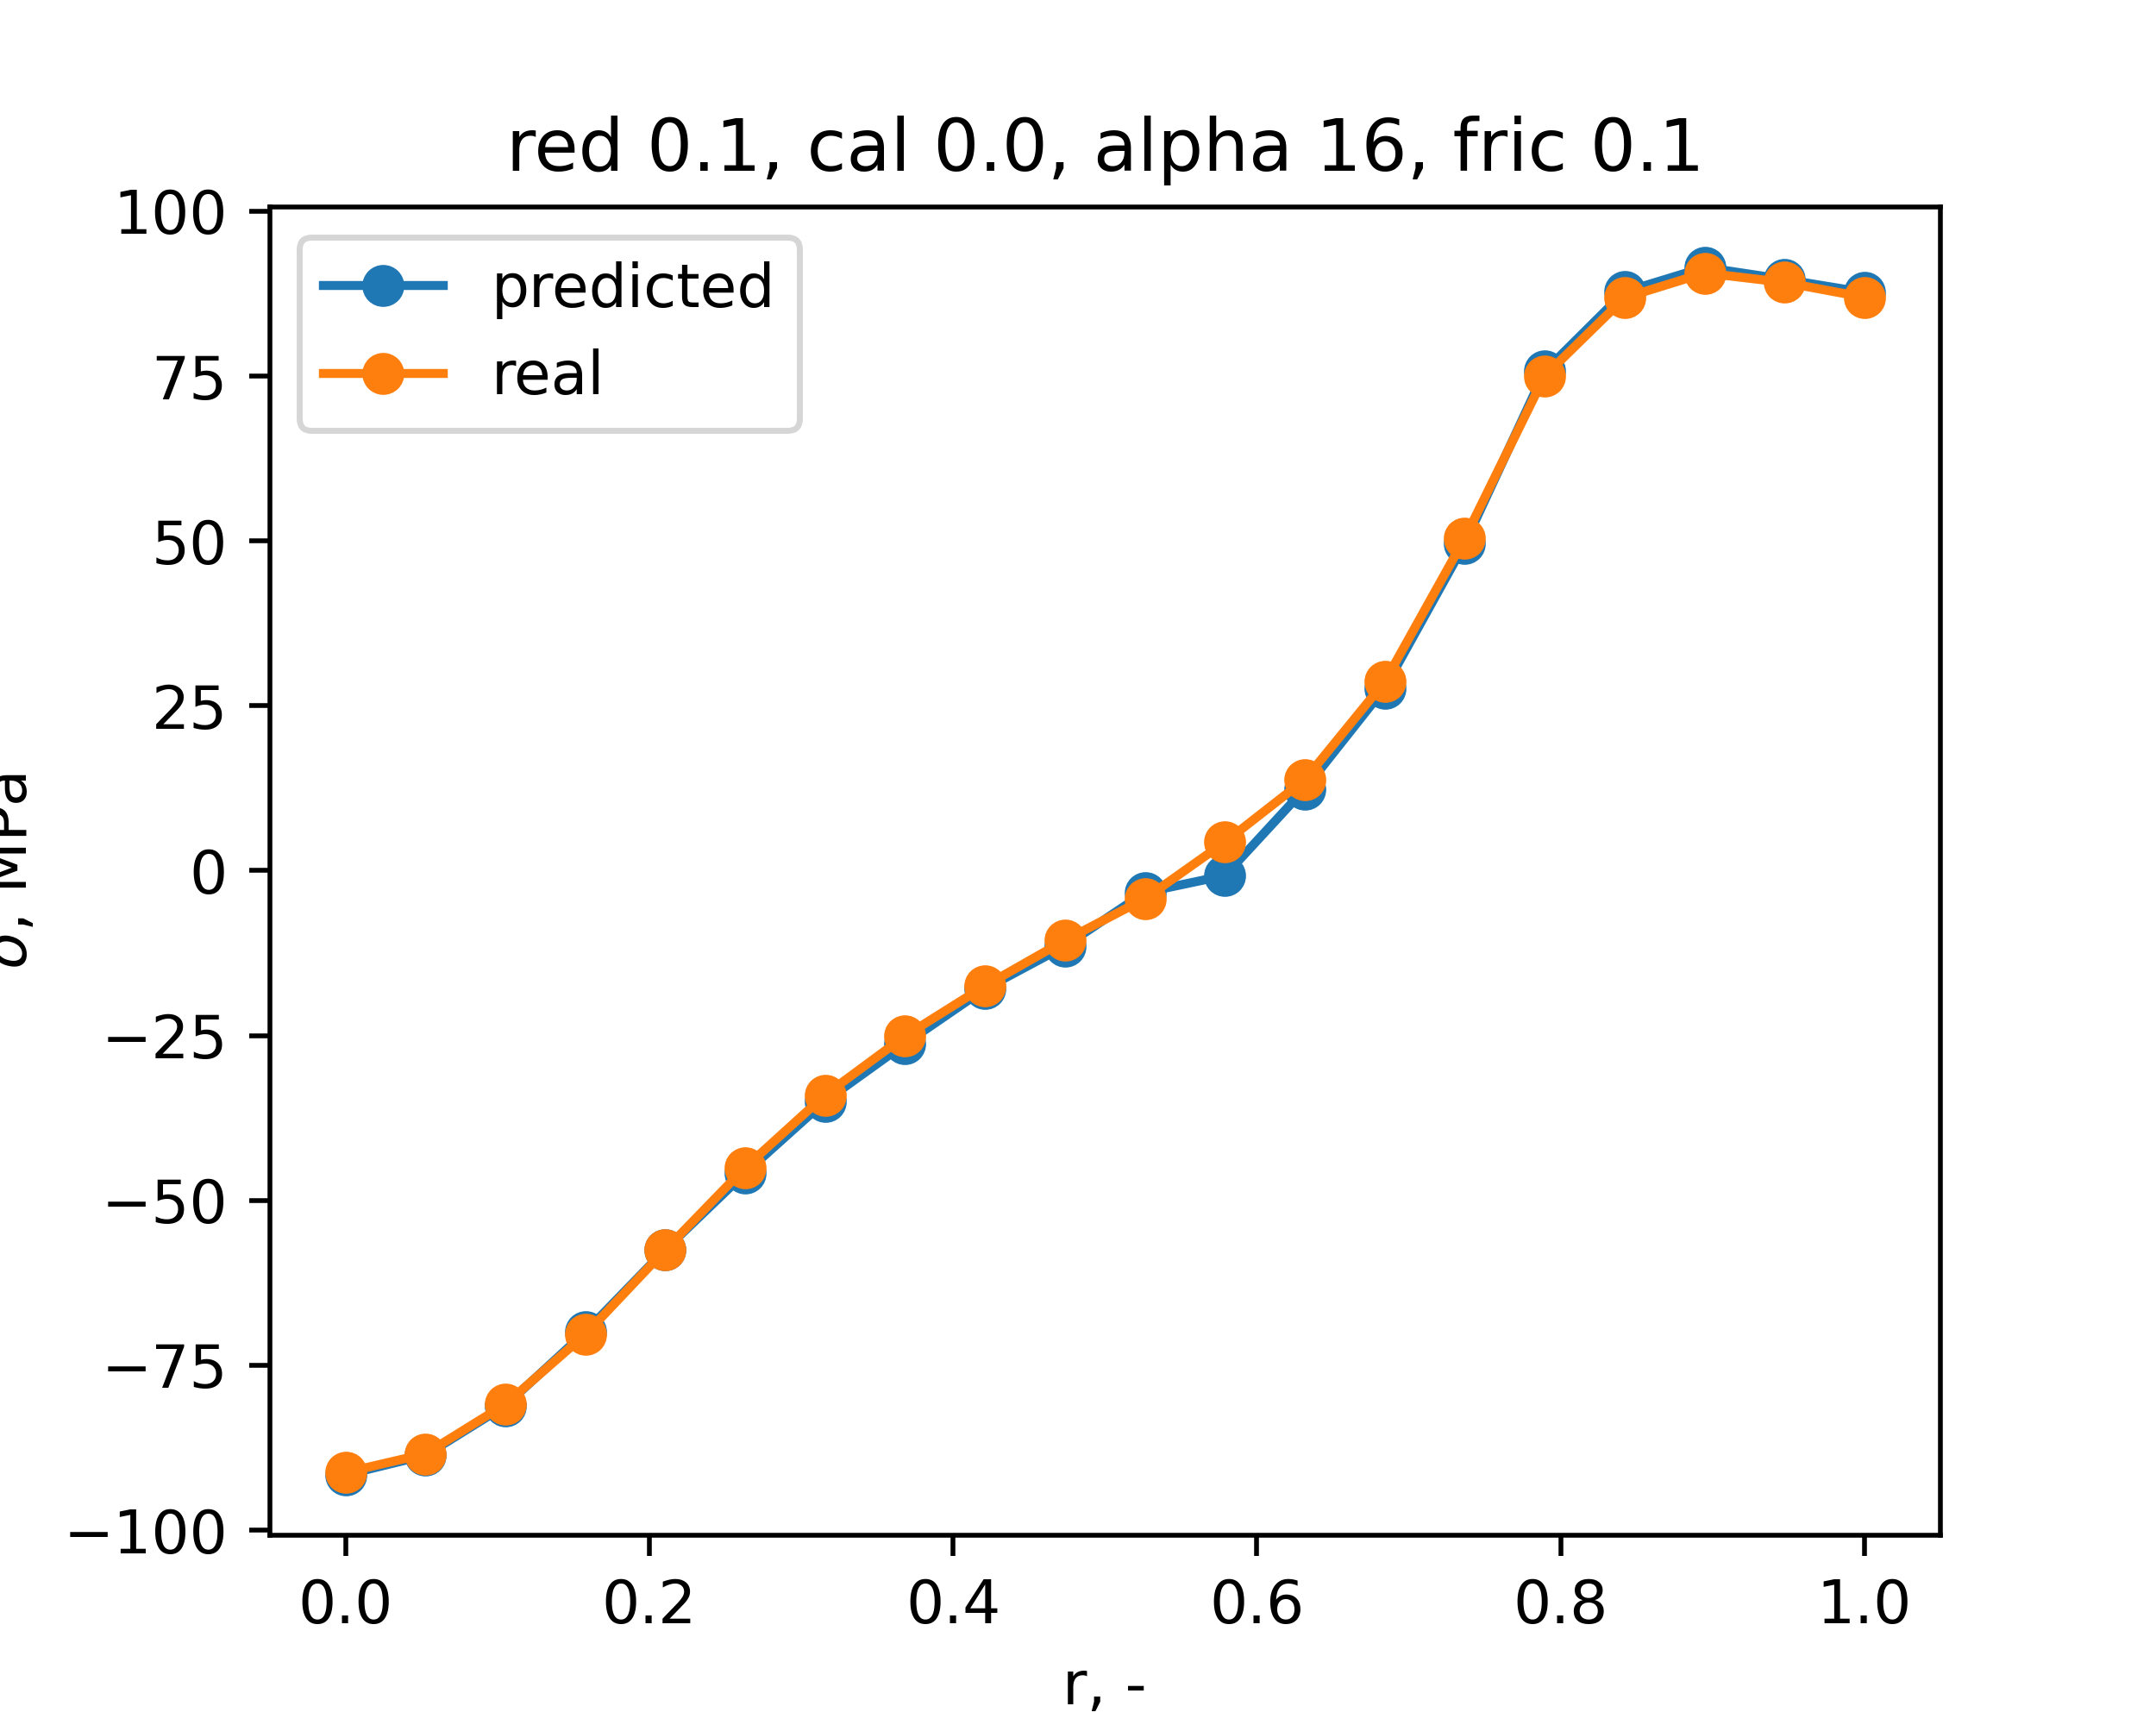 red 0.1, cal 0.0, alpha 16, fric 0.1
predicted
real
100
75
50
25
0
−25
−50
−75
−100
σ, MPa
0.0 0.2 0.4 0.6 0.8 1.0
r, -